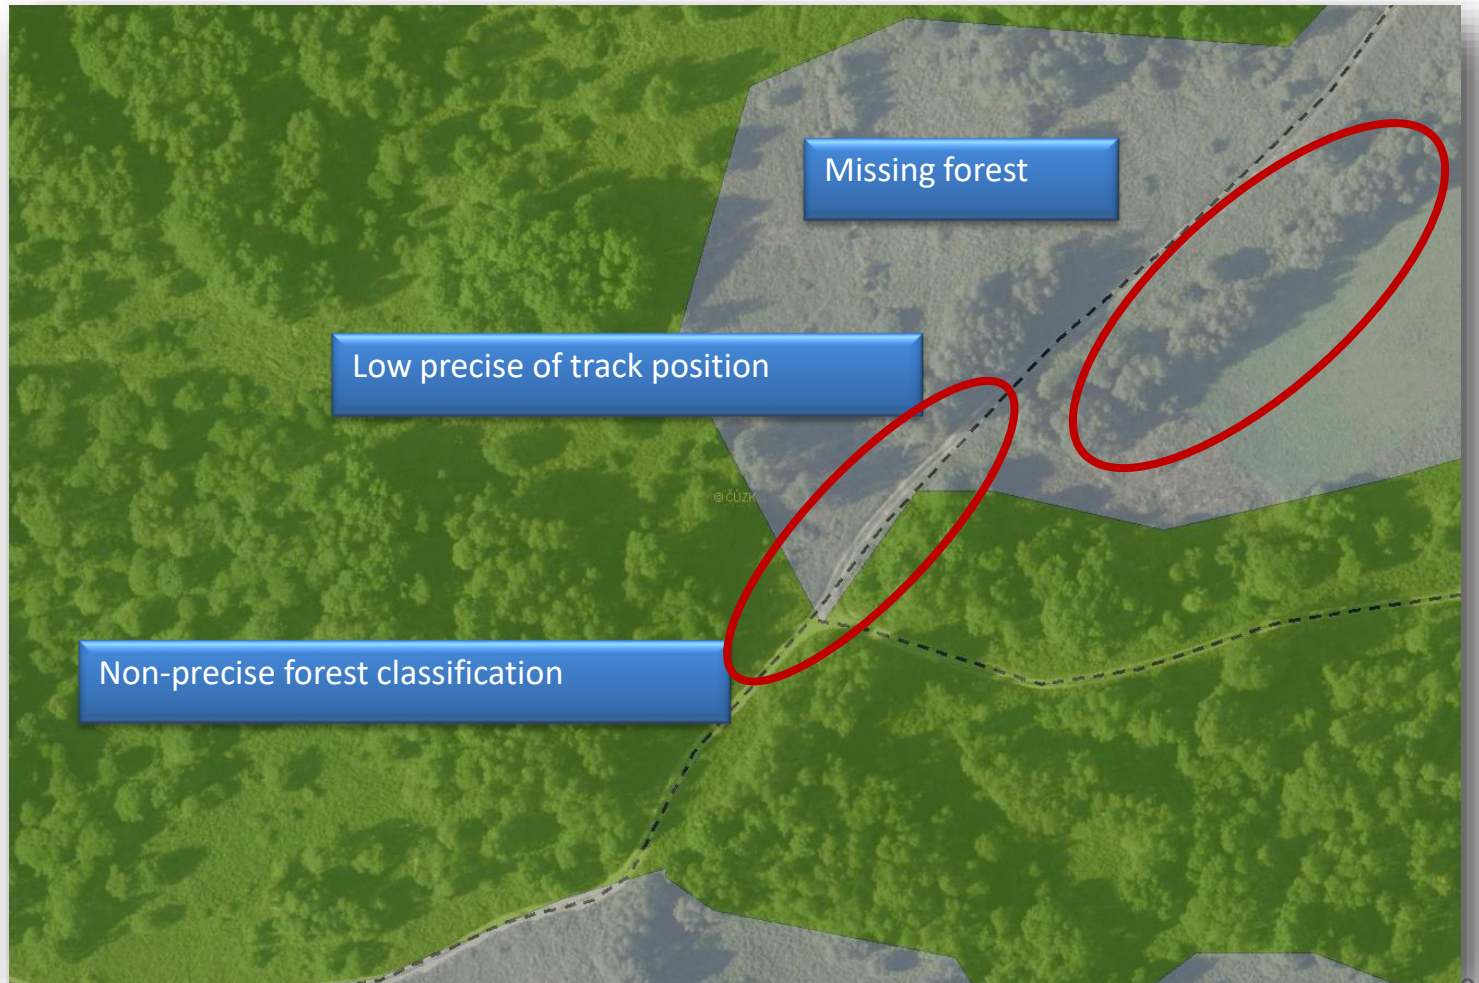 Missing forest
Low precise of track position
©ČÚZK
Non-precise forest classification